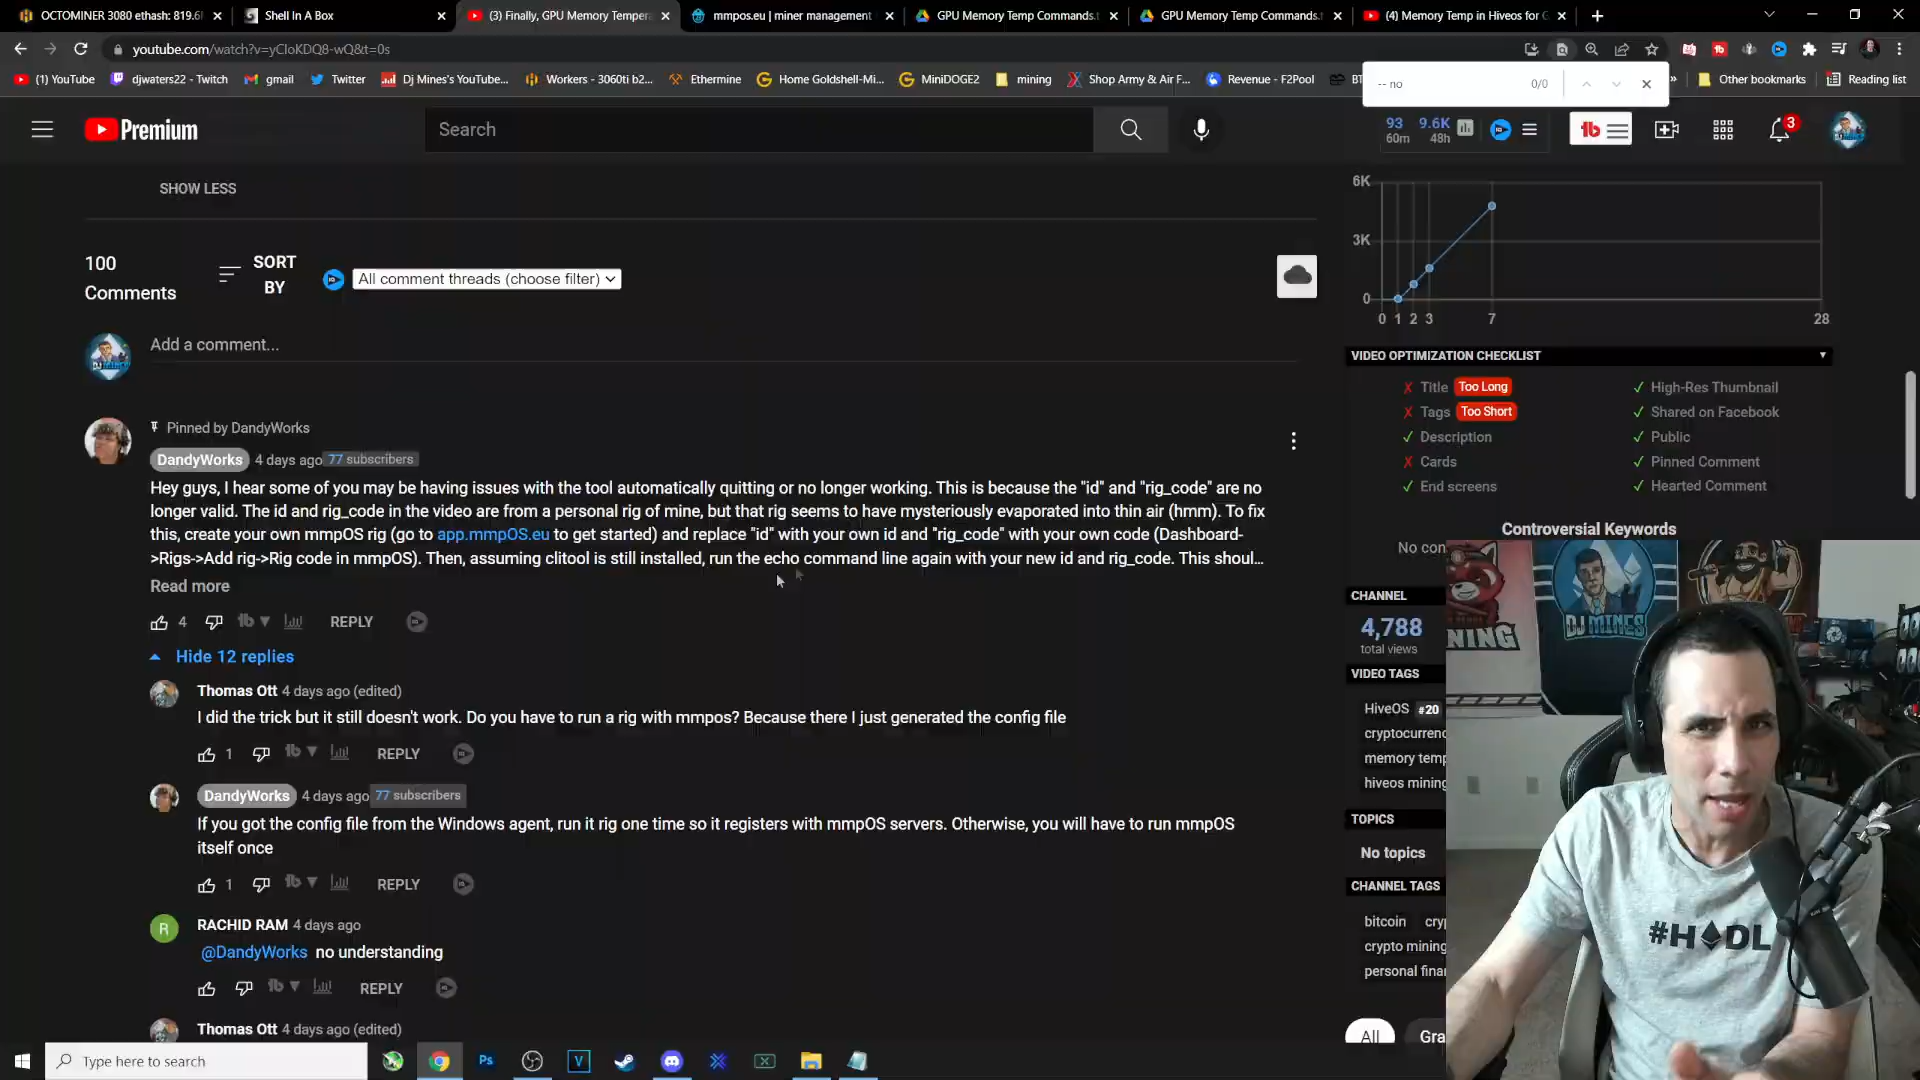 OCTOMINER 3080 ethash: 819.6
Shell In A Box
(3) Finally, GPU Memory Tempera
mmpos.eu | miner management
GPU Memory Temp Commands.
GPU Memory Temp Commands.
(4) Memory Temp in Hiveos for
youtube.com/watch?v=yCIoKDQ8-wQ&t=0s
(1) YouTube
djwaters22 - Twitch
gmail
Twitter
Dj Mines's YouTube...
Workers - 3060ti b2...
Ethermine
Home Goldshell-Mi...
MiniDOGE2
mining
Shop Army & Air F...
Revenue - F2Pool
Other bookmarks
Reading list
-- no
0/0
Premium
Search
93
60m
9.6K
48h
3
SHOW LESS
100
Comments
SORT
BY
All comment threads (choose filter)
Add a comment...
Pinned by DandyWorks
DandyWorks 4 days ago 77 subscribers
Hey guys, I hear some of you may be having issues with the tool automatically quitting or no longer working. This is because the "id" and "rig_code" are no
longer valid. The id and rig_code in the video are from a personal rig of mine, but that rig seems to have mysteriously evaporated into thin air (hmm). To fix
this, create your own mmpOS rig (go to app.mmpOS.eu to get started) and replace "id" with your own id and "rig_code" with your own code (Dashboard-
>Rigs->Add rig->Rig code in mmpOS). Then, assuming clitool is still installed, run the echo command line again with your new id and rig_code. This shoul...
Read more
4
REPLY
Hide 12 replies
Thomas Ott 4 days ago (edited)
I did the trick but it still doesn't work. Do you have to run a rig with mmpos? Because there I just generated the config file
1
REPLY
DandyWorks 4 days ago 77 subscribers
If you got the config file from the Windows agent, run it rig one time so it registers with mmpOS servers. Otherwise, you will have to run mmpOS
itself once
1
REPLY
R
RACHID RAM 4 days ago
@DandyWorks no understanding
REPLY
Thomas Ott 4 days ago (edited)
6K
3K
0
0 1 2 3 7 28
VIDEO OPTIMIZATION CHECKLIST
Title Too Long
High-Res Thumbnail
Tags Too Short
Shared on Facebook
Description
Public
Cards
Pinned Comment
End screens
Hearted Comment
Controversial Keywords
No con
CHANNEL
4,788
total views
VIDEO TAGS
HiveOS #20
cryptocurren
memory temp
hiveos mining
TOPICS
No topics
CHANNEL TAGS
bitcoin
cryp
crypto mining
personal finan
All
Gra
NING
DJ MINES
#HODL
Type here to search